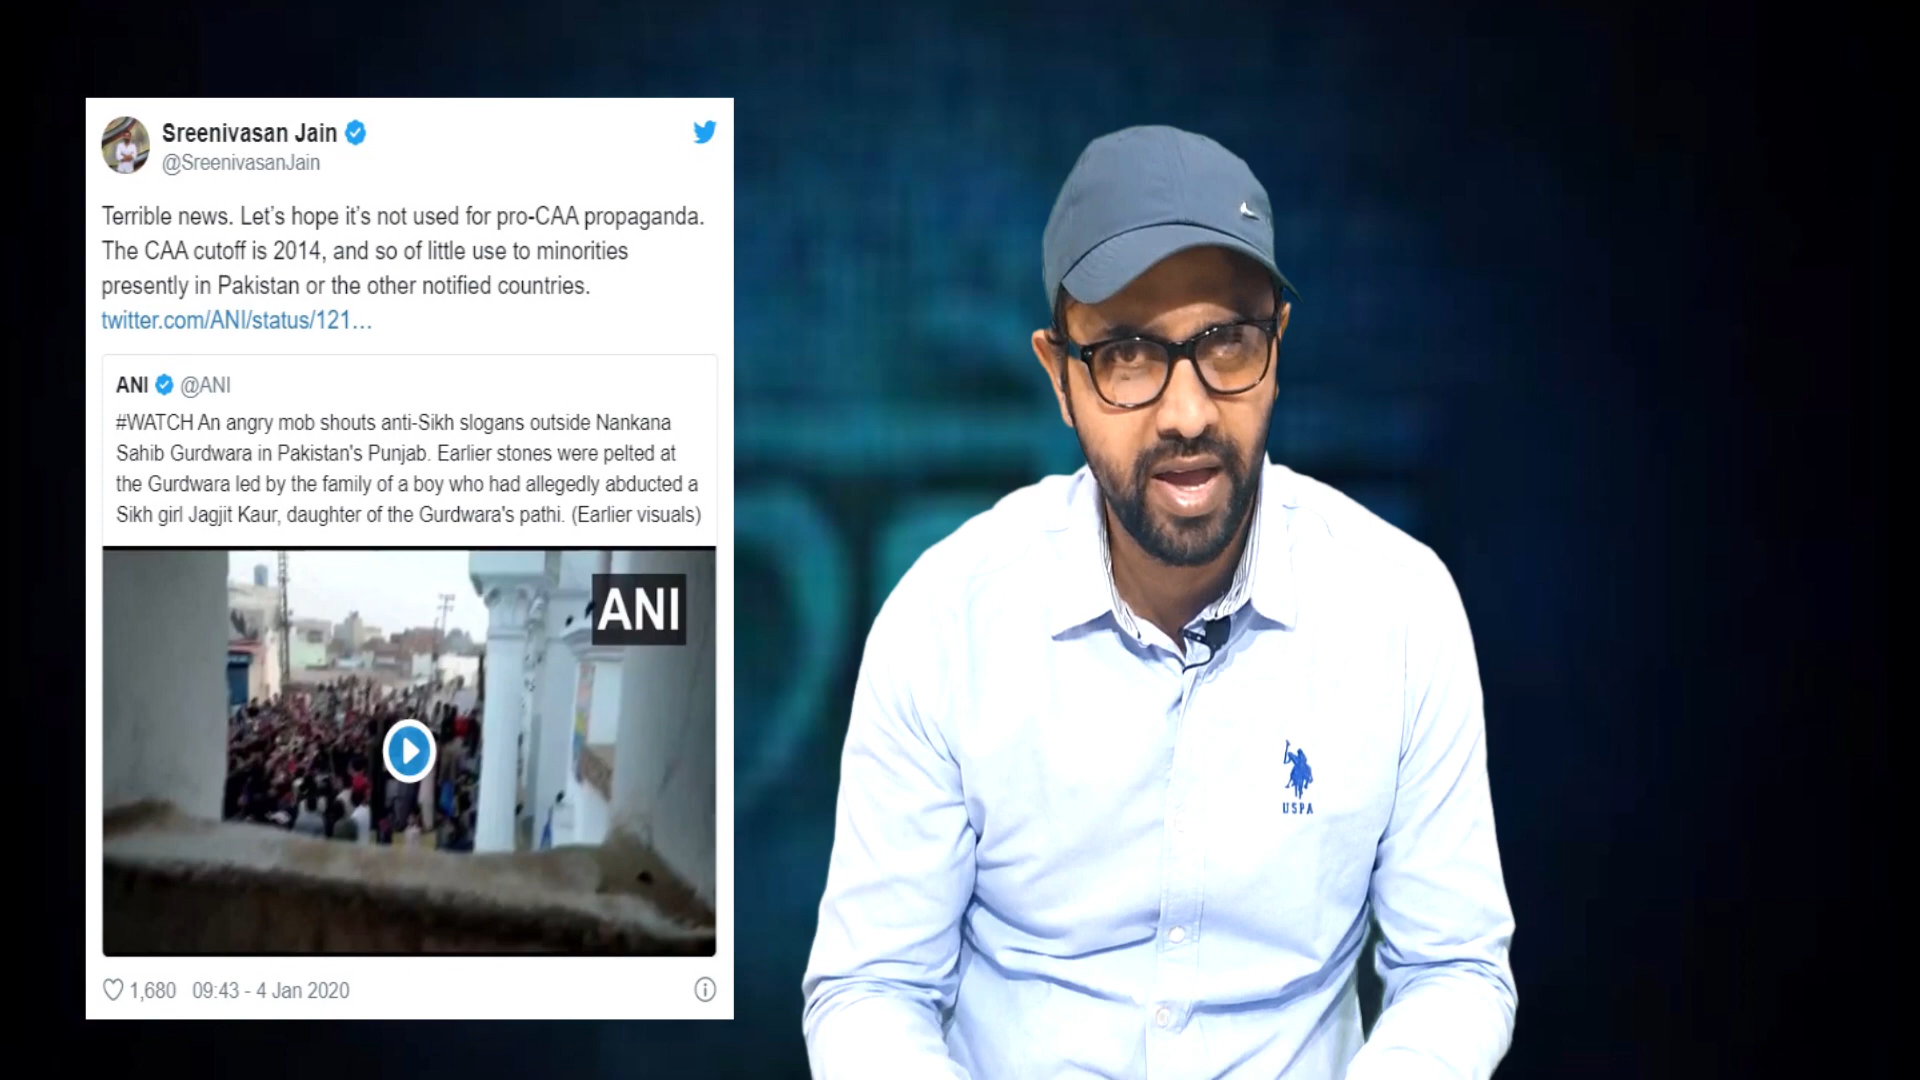 Sreenivasan Jain
@SreenivasanJain
Terrible news. Let's hope it's not used for pro-CAA propaganda.
The CAA cutoff is 2014, and so of little use to minorities
presently in Pakistan or the other notified countries.
twitter.com/ANI/status/121…
ANI @ANI
#WATCH An angry mob shouts anti-Sikh slogans outside Nankana
Sahib Gurdwara in Pakistan's Punjab. Earlier stones were pelted at
the Gurdwara led by the family of a boy who had allegedly abducted a
Sikh girl Jagjit Kaur, daughter of the Gurdwara's pathi. (Earlier visuals)
ANI
1,680 09:43 - 4 Jan 2020
USPA